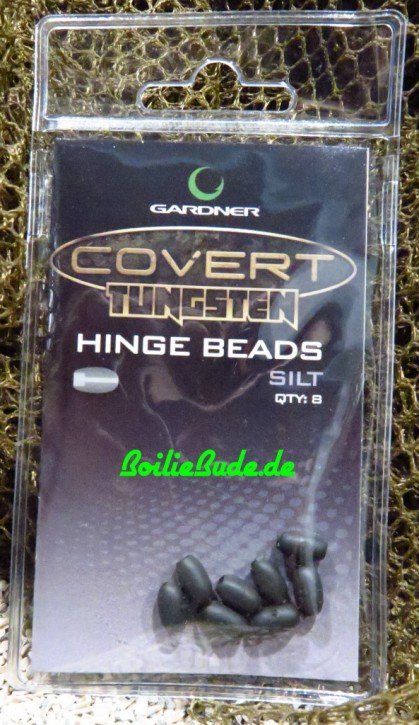 GARDNER
COVERT
TUNGSTEN
HINGE BEADS
SILT
QTY: 8
BoilieBude.de